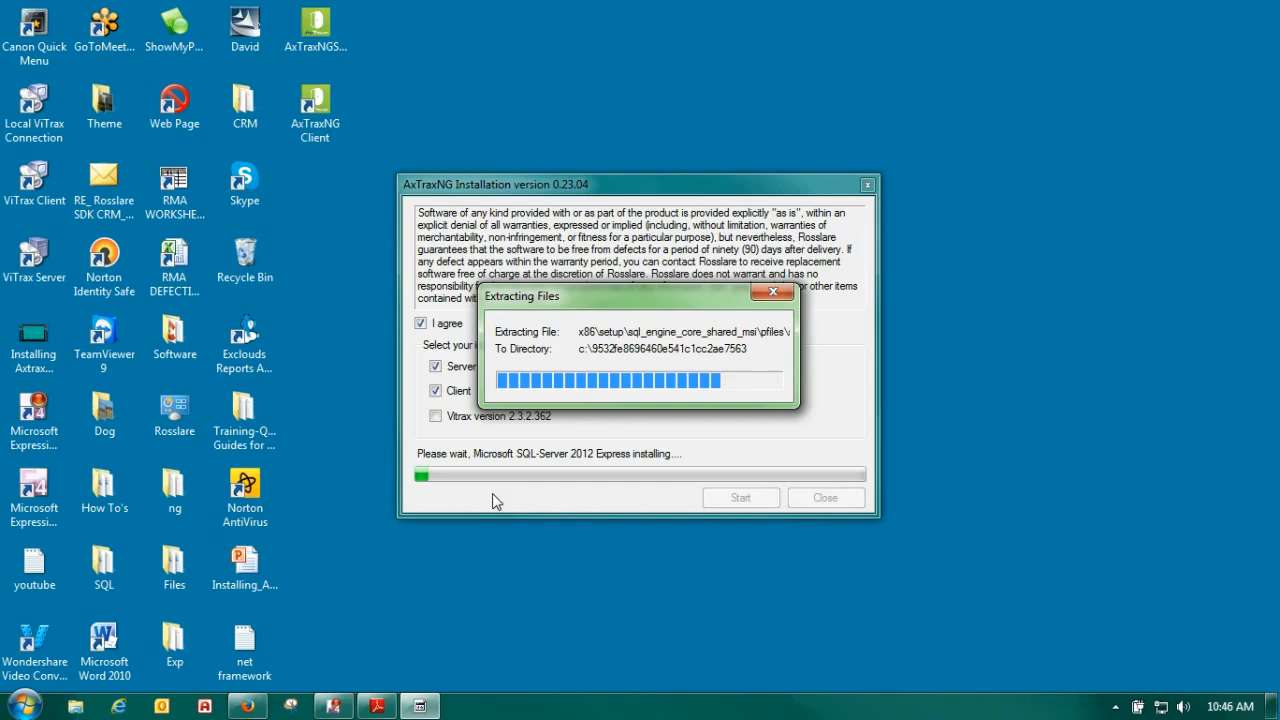 Canon Quick
Menu
GoToMeet...
ShowMyP...
David
AxTraxNGS...
Local ViTrax
Connection
Theme
Web Page
CRM
AxTraxNG
Client
ViTrax Client
RE_ Rosslare
SDK CRM_...
RMA
WORKSHE...
Skype
ViTrax Server
Norton
Identity Safe
RMA
DEFECTI...
Recycle Bin
Installing
Axtrax...
TeamViewer
9
Software
Exclouds
Reports A...
Microsoft
Expressi...
Dog
Rosslare
Training-Q...
Guides for ...
Microsoft
Expressi...
How To's
ng
Norton
AntiVirus
youtube
SQL
Files
Installing_A...
Wondershare
Video Conv...
Microsoft
Word 2010
Exp
net
framework
AxTraxNG Installation version 0.23.04
Software of any kind provided with or as part of the product is provided explicitly "as is", within an
explicit denial of all warranties, expressed or implied (including, without limitation, warranties of
merchantability, non-infringement, or fitness for a particular purpose), but nevertheless, Rosslare
guarantees that the software to be free from defects for a period of ninety (90) days after delivery. If
any defect appears within the warranty period, you can contact Rosslare to receive replacement
software free of charge at the discretion of Rosslare. Rosslare does not warrant and has no
responsibility
or other items
contained
I agree
Select your
Server
Client
Vitrax version 2.3.2.362
Extracting Files
Extracting File: x86\setup\sql_engine_core_shared_msi\pfiles\
To Directory: c:\9532fe8696460e541c1cc2ae7563
Please wait, Microsoft SQL-Server 2012 Express installing....
Start
Close
10:46 AM